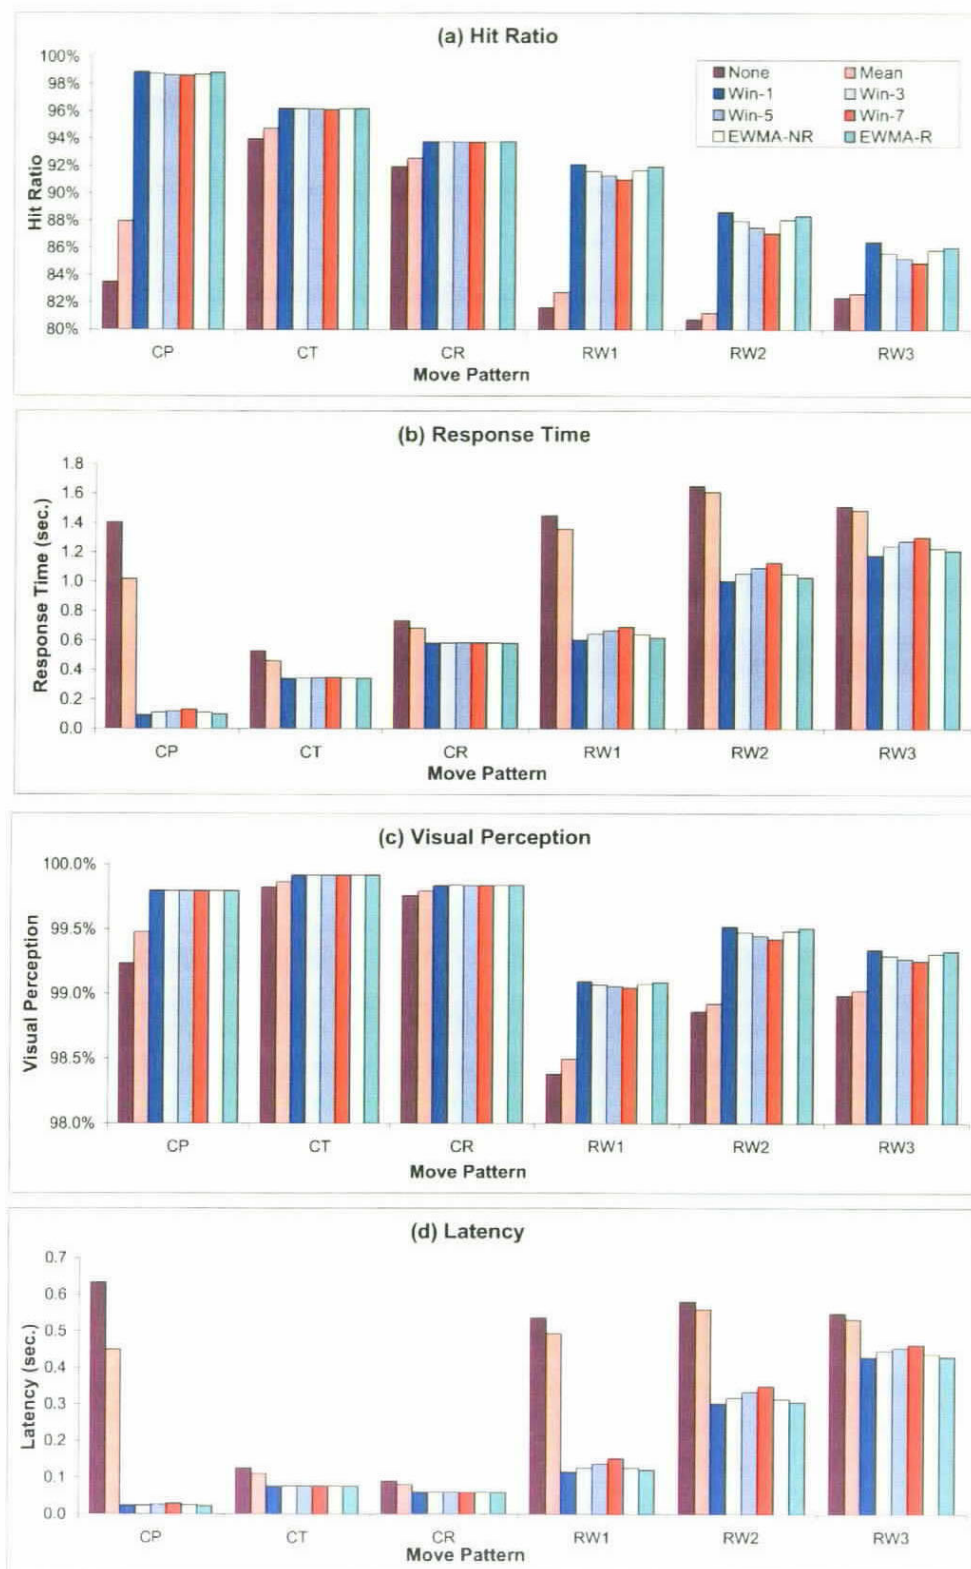 (a) Hit Ratio
100%
98%
96%
94%
92%
90%
88%
86%
84%
82%
80%
Hit Ratio
None Mean
Win-1 Win-3
Win-5 Win-7
EWMA-NR EWMA-R
CP CT CR RW1 RW2 RW3
Move Pattern
(b) Response Time
1.8
1.6
1.4
1.2
1.0
0.8
0.6
0.4
0.2
0.0
Response Time (sec.)
CP CT CR RW1 RW2 RW3
Move Pattern
(c) Visual Perception
100.0%
99.5%
99.0%
98.5%
98.0%
Visual Perception
CP CT CR RW1 RW2 RW3
Move Pattern
(d) Latency
0.7
0.6
0.5
0.4
0.3
0.2
0.1
0.0
Latency (sec.)
CP CT CR RW1 RW2 RW3
Move Pattern